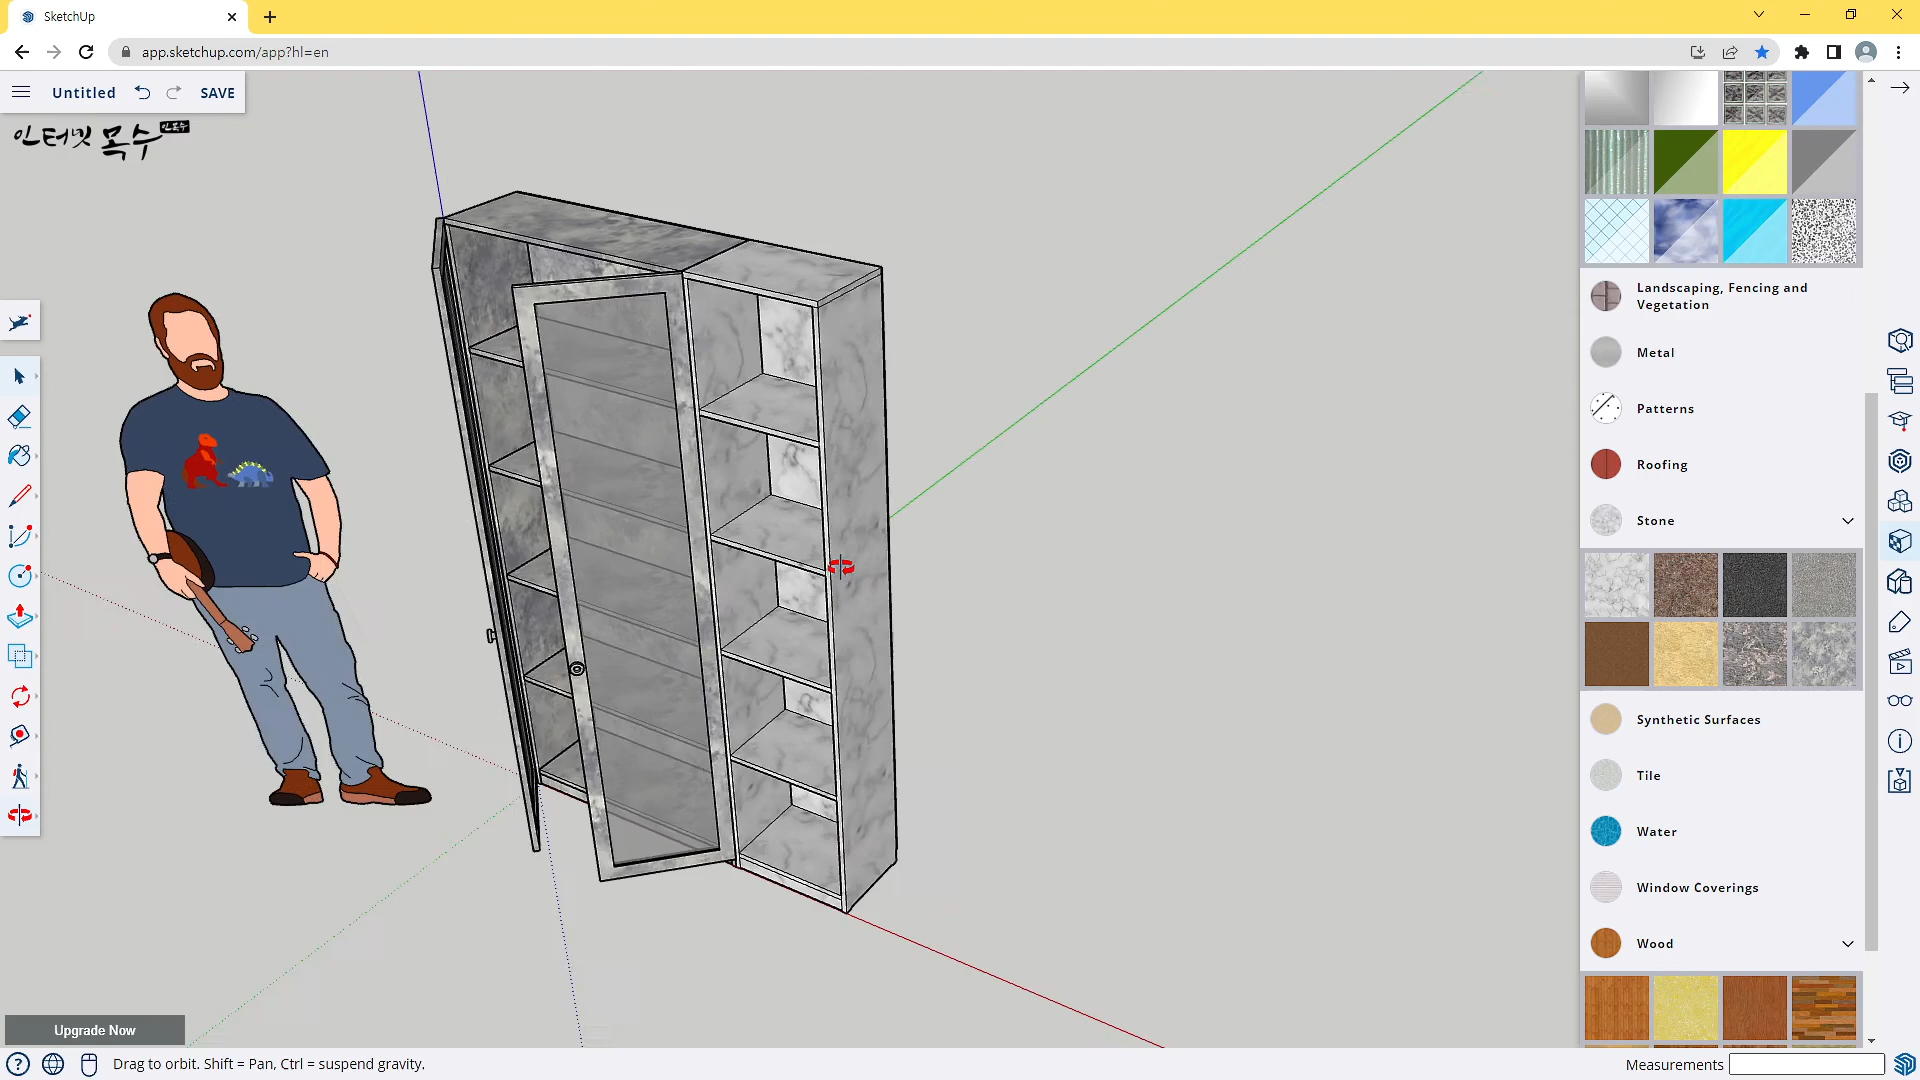 SketchUp
app.sketchup.com/app?hl=en
Untitled
SAVE
인터넷 목수
Landscaping, Fencing and
Vegetation
Metal
Patterns
Roofing
Stone
Synthetic Surfaces
Tile
Water
Window Coverings
Wood
Upgrade Now
Drag to orbit. Shift = Pan, Ctrl = suspend gravity.
Measurements